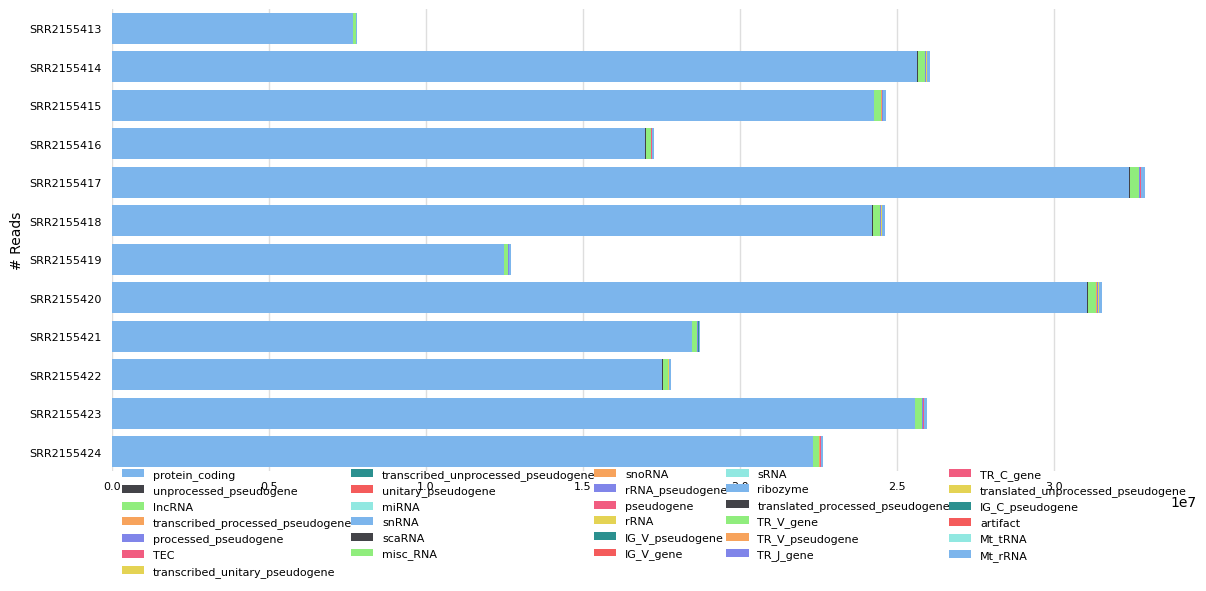 # Reads
SRR2155413
SRR2155414
SRR2155415
SRR2155416
SRR2155417
SRR2155418
SRR2155419
SRR2155420
SRR2155421
SRR2155422
SRR2155423
SRR2155424
0.0 0.5 1.0 1.5 2.0 2.5 3.0
1e7
protein_coding
unprocessed_pseudogene
lncRNA
transcribed_processed_pseudogene
processed_pseudogene
TEC
transcribed_unitary_pseudogene
transcribed_unprocessed_pseudogene
unitary_pseudogene
miRNA
snRNA
scaRNA
misc_RNA
snoRNA
rRNA_pseudogene
pseudogene
rRNA
IG_V_pseudogene
IG_V_gene
sRNA
ribozyme
translated_processed_pseudogene
TR_V_gene
TR_V_pseudogene
TR_J_gene
TR_C_gene
translated_unprocessed_pseudogene
IG_C_pseudogene
artifact
Mt_tRNA
Mt_rRNA